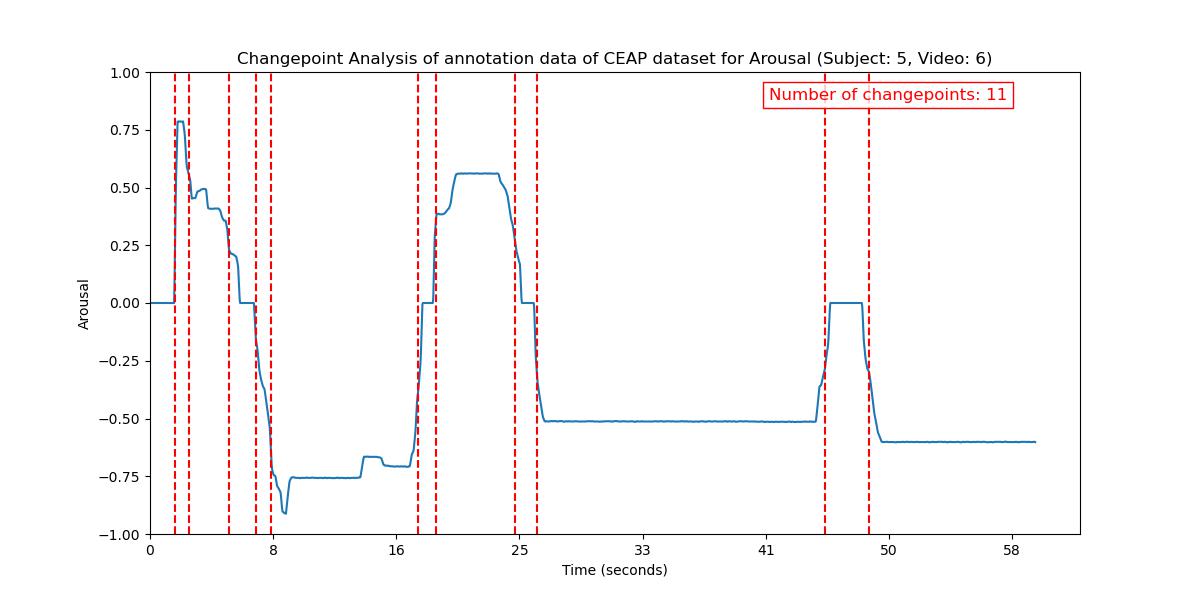 Changepoint Analysis of annotation data of CEAP dataset for Arousal (Subject: 5, Video: 6)
Number of changepoints: 11
Arousal
1.00
0.75
0.50
0.25
0.00
−0.25
−0.50
−0.75
−1.00
0 8 16 25 33 41 50 58
Time (seconds)